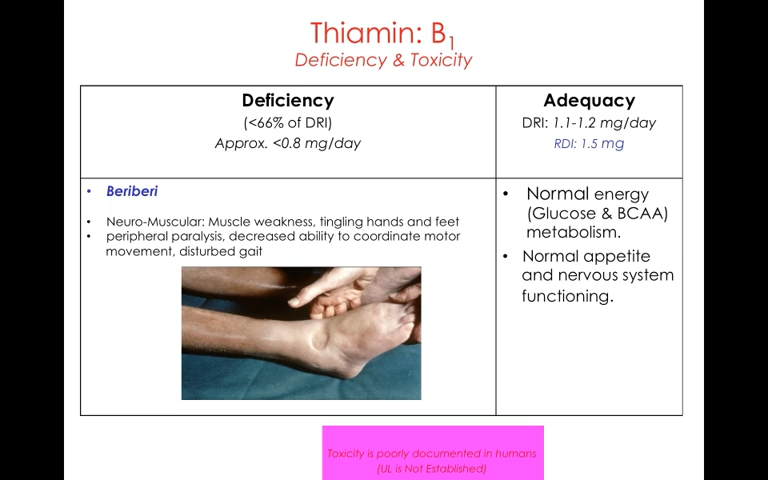 Thiamin: B1
Deficiency & Toxicity
Deficiency
(<66% of DRI)
Approx. <0.8 mg/day
Adequacy
DRI: 1.1-1.2 mg/day
RDI: 1.5 mg
• Beriberi
• Neuro-Muscular: Muscle weakness, tingling hands and feet
• peripheral paralysis, decreased ability to coordinate motor
movement, disturbed gait
• Normal energy
(Glucose & BCAA)
metabolism.
• Normal appetite
and nervous system
functioning.
Toxicity is poorly documented in humans
(UL is Not Established)